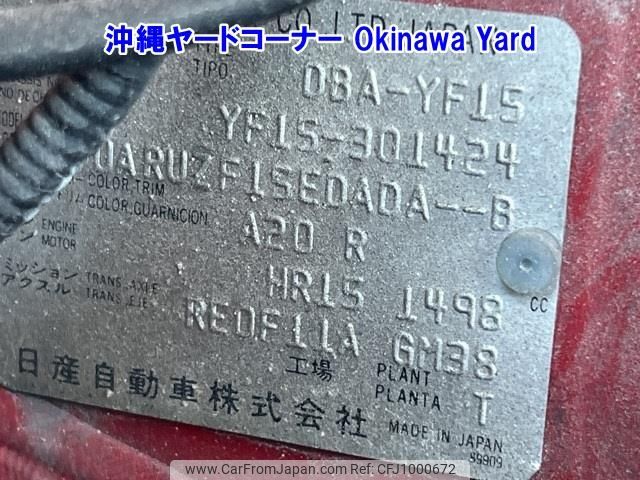 沖縄ヤードコーナー Okinawa Yard
CO.,LTD.JAPAN
TIPO
DBA-YF15
YF15-301424
DARUZF15EDADA--B
COLOR,TRIM
COLOR,GUARNICION
A20 R
ENGINE
MOTOR
HR15 1498 CC
ミッション TRANS.AXLE
アクスル TRANS.EJE
RE0F11A GM38
工場 PLANT
PLANTA T
日産自動車株式会社
MADE IN JAPAN
89909
www.CarFromJapan.com | Ref.No: CFJ1000672